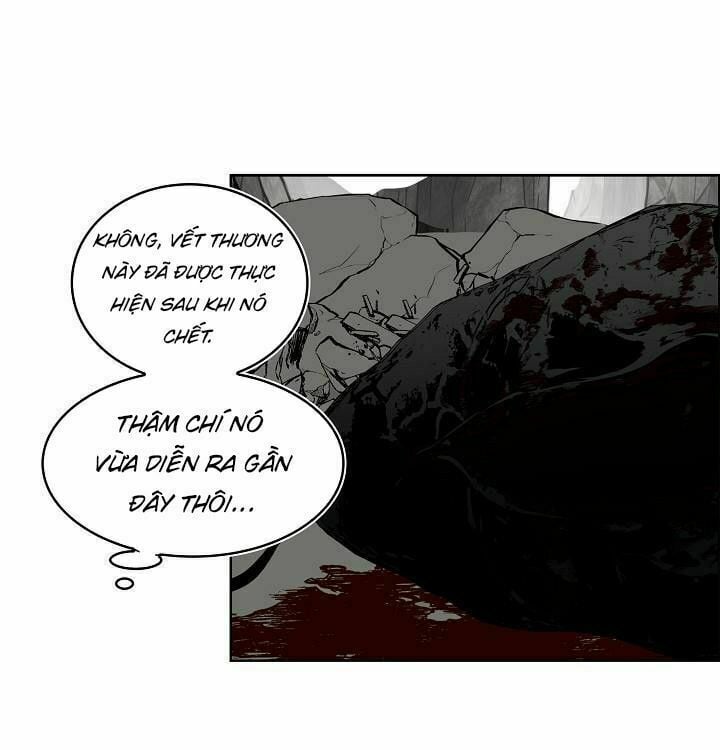 KHÔNG, VẾT THƯƠNG
NÀY ĐÃ ĐƯỢC THỰC
HIỆN SAU KHI NÓ
CHẾT.
THẬM CHÍ NÓ
VỪA DIỄN RA GẦN
ĐÂY THÔI...